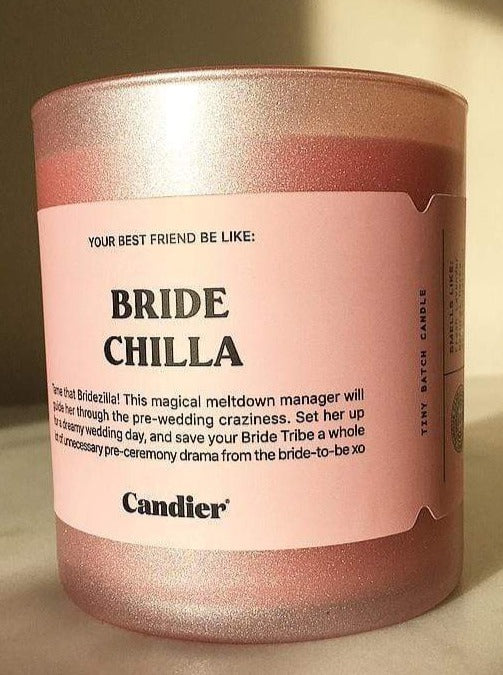 YOUR BEST FRIEND BE LIKE:
BRIDE
CHILLA
Tame that Bridezilla! This magical meltdown manager will
guide her through the pre-wedding craziness. Set her up
for a dreamy wedding day, and save your Bride Tribe a whole
lot of unnecessary pre-ceremony drama from the bride-to-be xo
Candier®
TINY BATCH CANDLE
SMELLS LIKE: